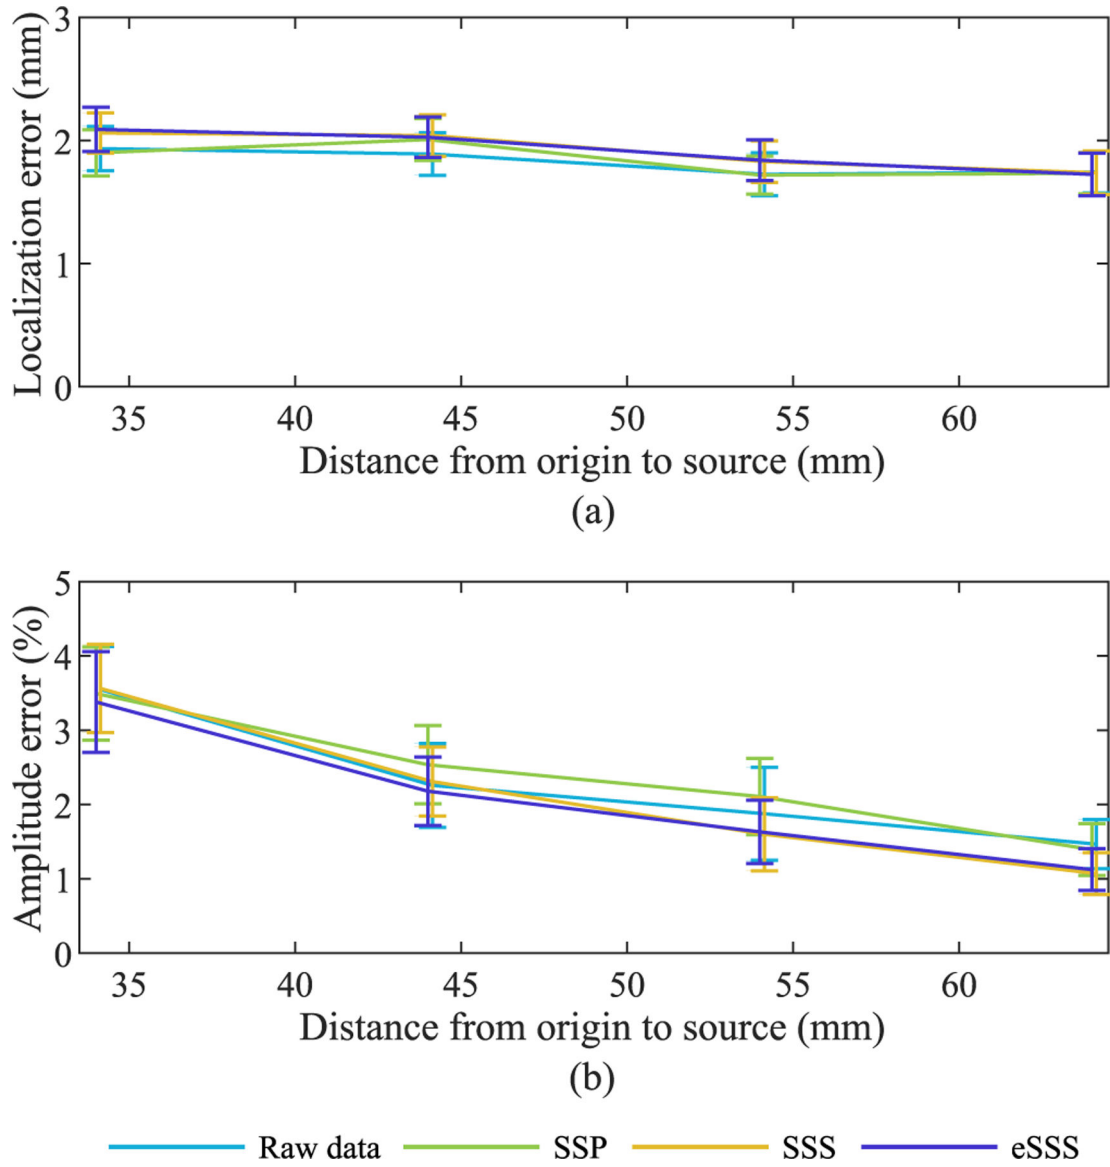 3
2
1
0
Localization error (mm)
35 40 45 50 55 60
Distance from origin to source (mm)
(a)
5
4
3
2
1
0
Amplitude error (%)
35 40 45 50 55 60
Distance from origin to source (mm)
(b)
Raw data SSP SSS eSSS